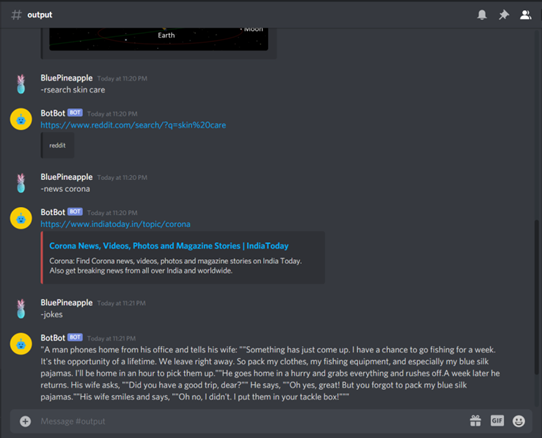 # output
Earth
Moon
BluePineapple Today at 11:20 PM
-rsearch skin care
BotBot BOT Today at 11:20 PM
https://www.reddit.com/search/?q=skin%20care
reddit
BluePineapple Today at 11:20 PM
-news corona
BotBot BOT Today at 11:20 PM
https://www.indiatoday.in/topic/corona
Corona News, Videos, Photos and Magazine Stories | IndiaToday
Corona: Find Corona news, videos, photos and magazine stories on India Today.
Also get breaking news from all over India and worldwide.
BluePineapple Today at 11:21 PM
-jokes
BotBot BOT Today at 11:21 PM
"A man phones home from his office and tells his wife: ""Something has just come up. I have a chance to go fishing for a week.
It's the opportunity of a lifetime. We leave right away. So pack my clothes, my fishing equipment, and especially my blue silk
pajamas. I'll be home in an hour to pick them up.""He goes home in a hurry and grabs everything and rushes off.A week later he
returns. His wife asks, ""Did you have a good trip, dear?"" He says, ""Oh yes, great! But you forgot to pack my blue silk
pajamas.""His wife smiles and says, ""Oh no, I didn't. I put them in your tackle box!"""
Message #output
GIF